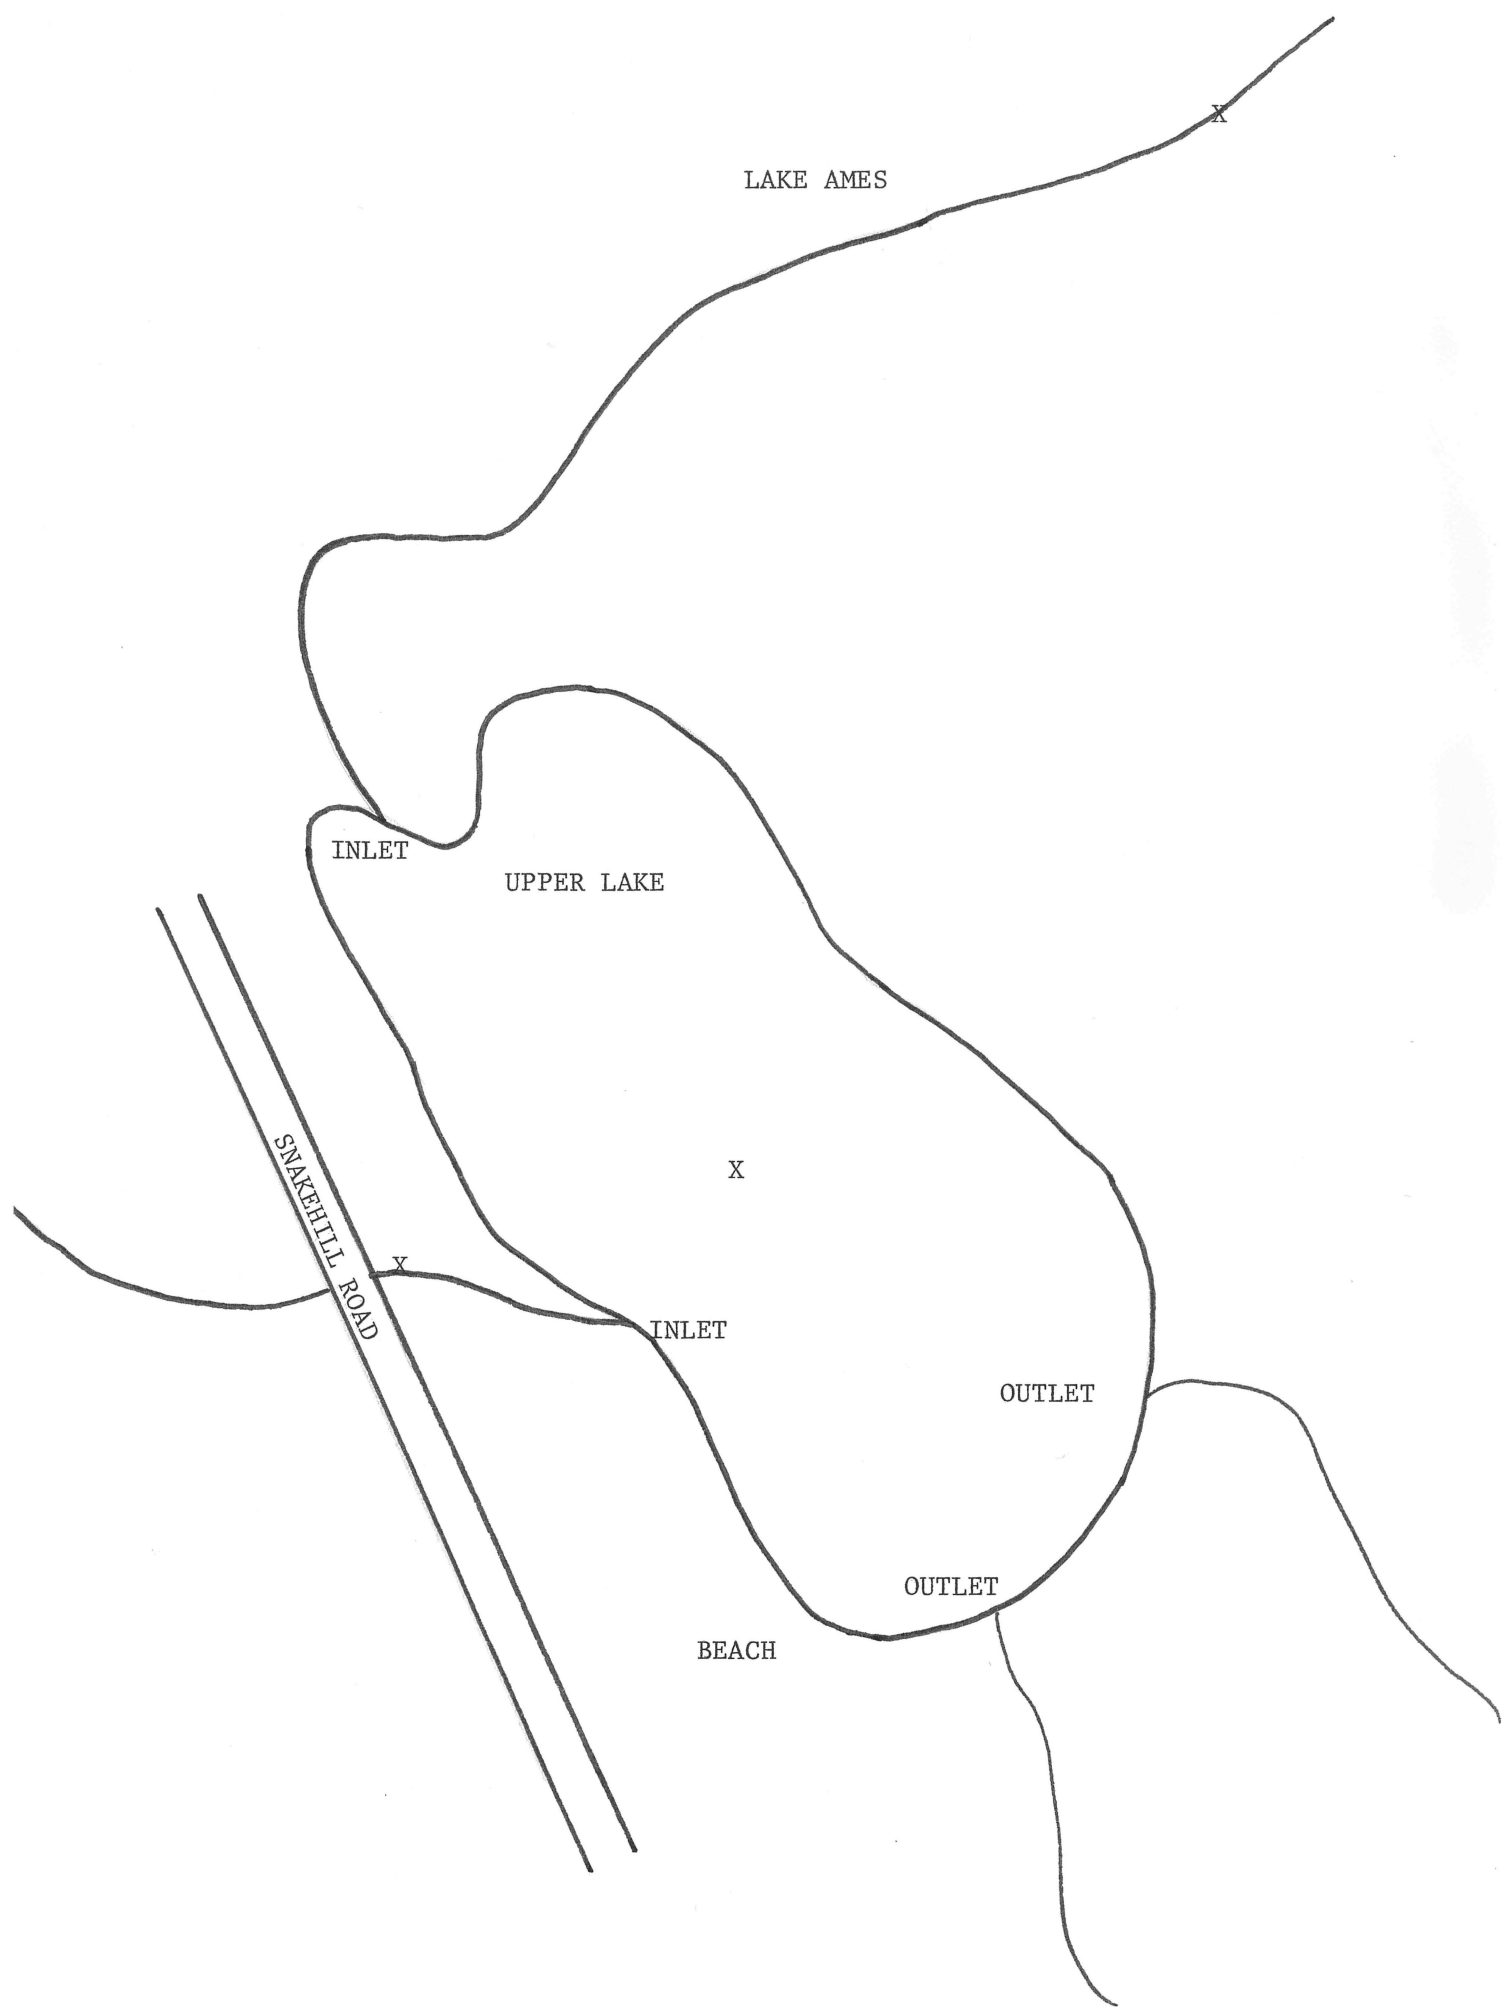 X
LAKE AMES
INLET
UPPER LAKE
SNAKEHILL ROAD
X
X
INLET
OUTLET
OUTLET
BEACH